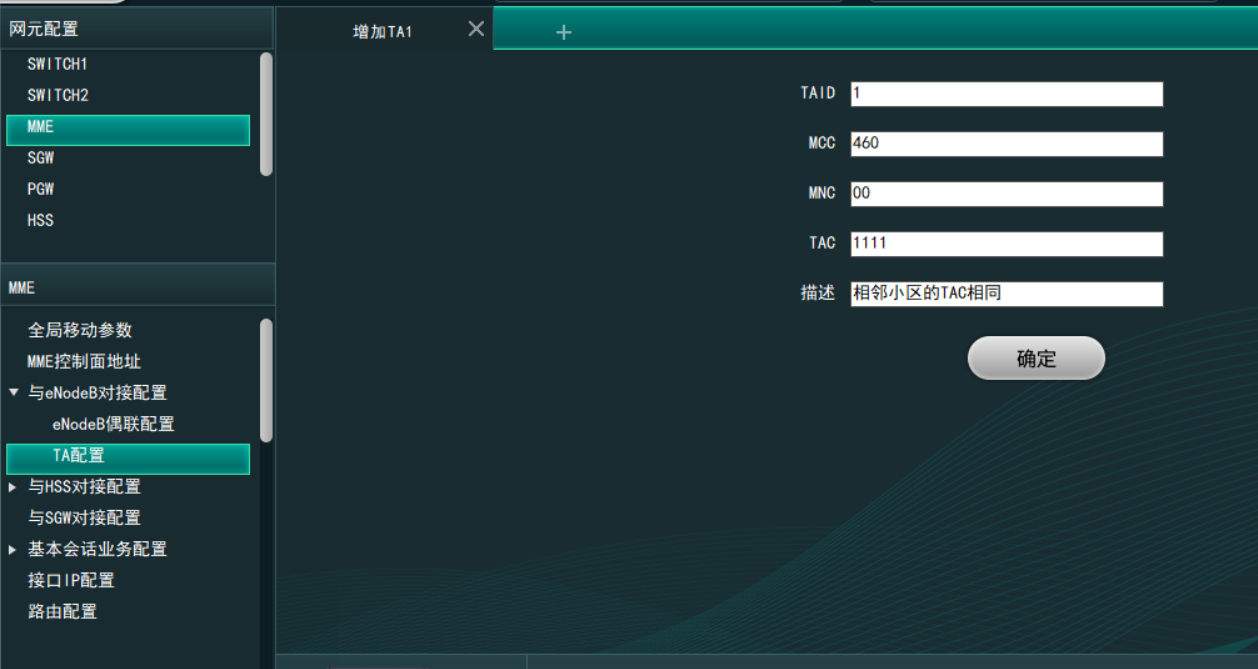 网元配置
SWITCH1
SWITCH2
MME
SGW
PGW
HSS
MME
全局移动参数
MME控制面地址
与eNodeB对接配置
eNodeB偶联配置
TA配置
与HSS对接配置
与SGW对接配置
基本会话业务配置
接口IP配置
路由配置
增加TA1
TAID 1
MCC 460
MNC 00
TAC 1111
描述 相邻小区的TAC相同
确定